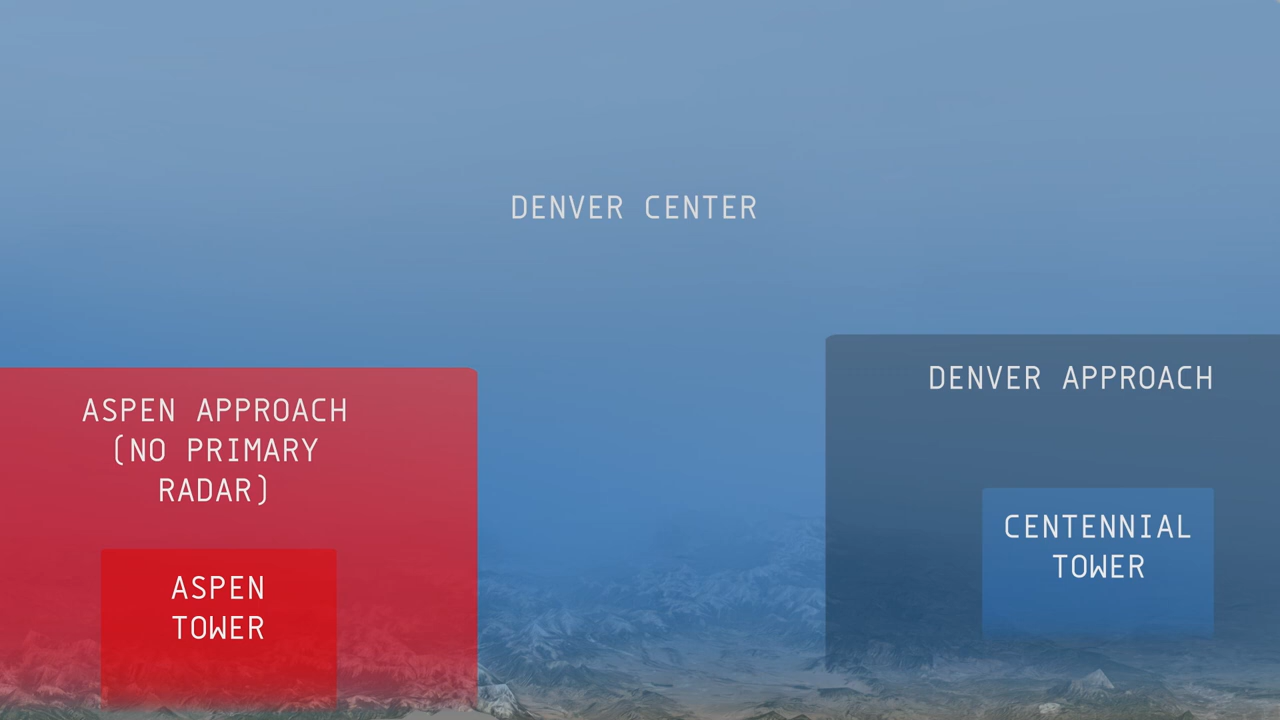 DENVER CENTER
DENVER APPROACH
ASPEN APPROACH
(NO PRIMARY
RADAR)
CENTENNIAL
TOWER
ASPEN
TOWER